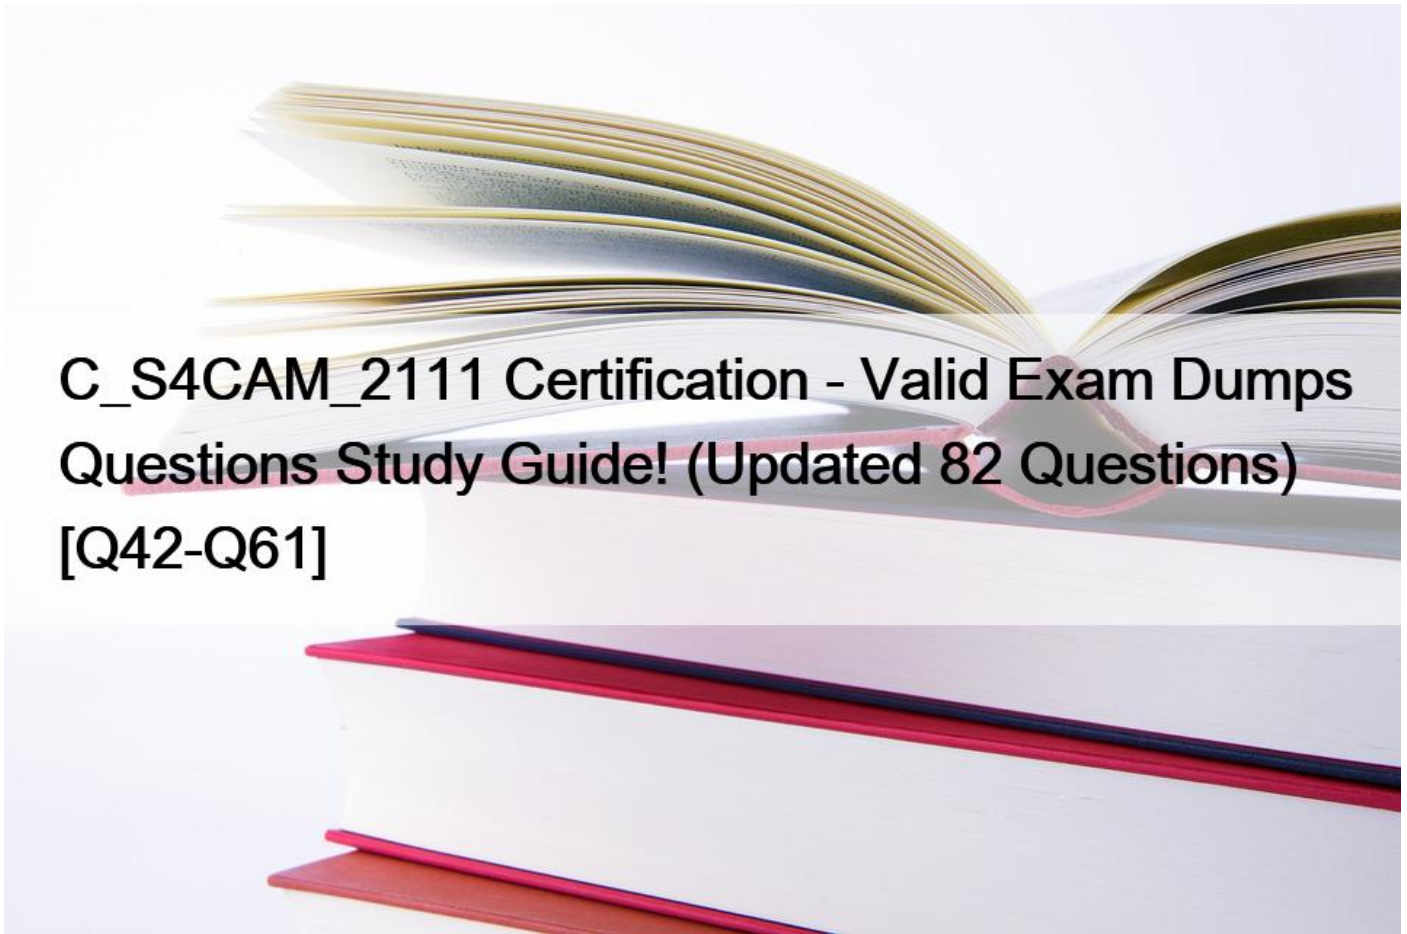 C_S4CAM_2111 Certification - Valid Exam Dumps
Questions Study Guide! (Updated 82 Questions)
[Q42-Q61]